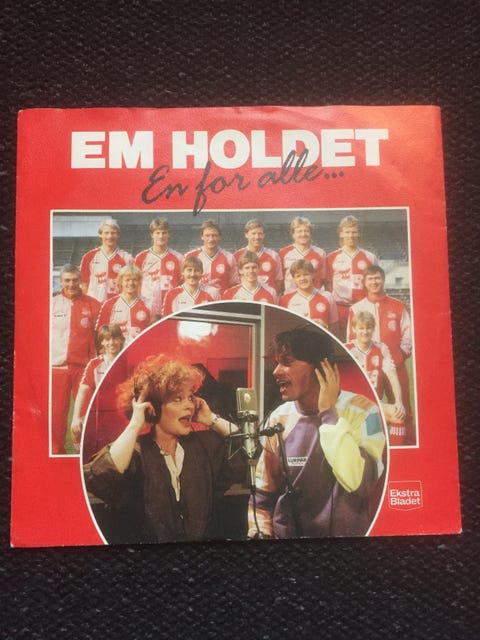 EM HOLDET
En for alle...
Ekstra
Bladet